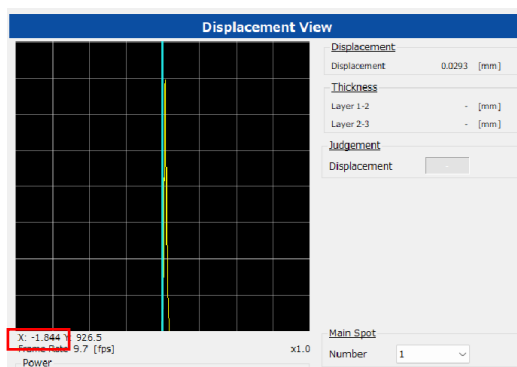 Displacement View
Displacement
Displacement 0.0293 [mm]
Thickness
Layer 1-2 - [mm]
Layer 2-3 - [mm]
Judgement
Displacement -
X: -1.844 Y: 926.5
Frame Rate 9.7 [fps] x1.0
Power
Main Spot
Number 1